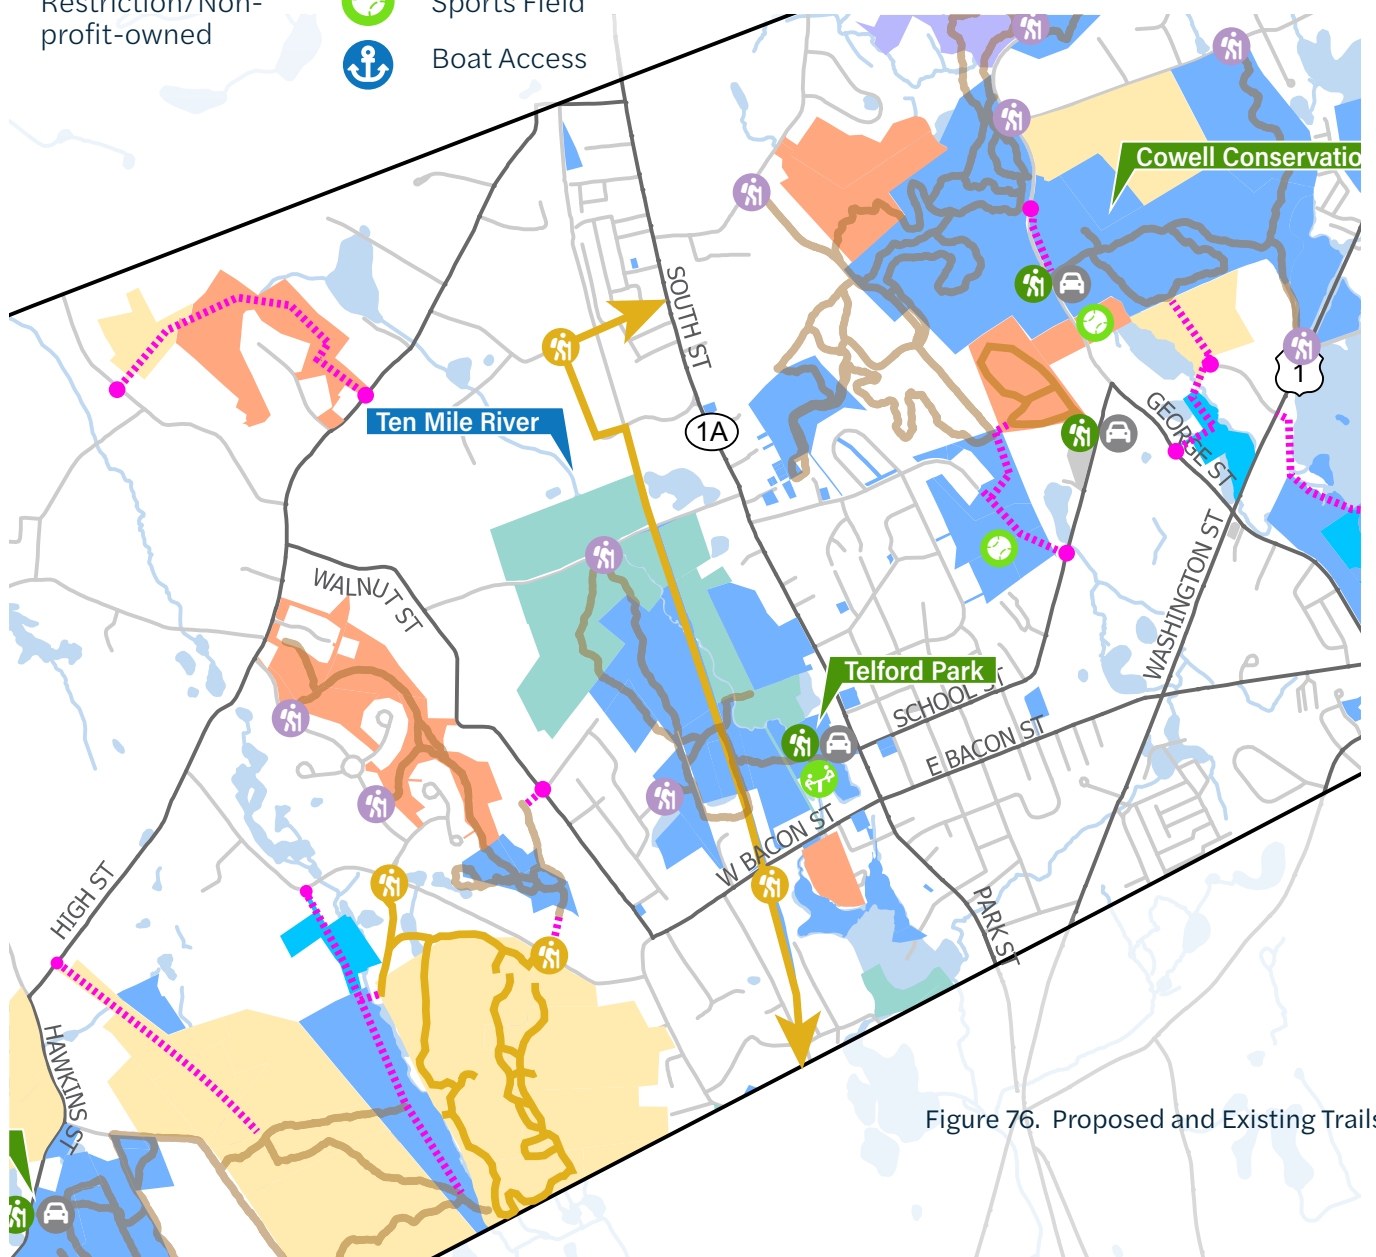 Restriction/Non-
profit-owned
Sports Field
Boat Access
Cowell Conservatio
SOUTH ST
1
Ten Mile River
1A
GEORGE ST
WALNUT ST
WASHINGTON ST
Telford Park
SCHOOL ST
E BACON ST
W BACON ST
HIGH ST
PARK ST
HAWKINS ST
Figure 76. Proposed and Existing Trails